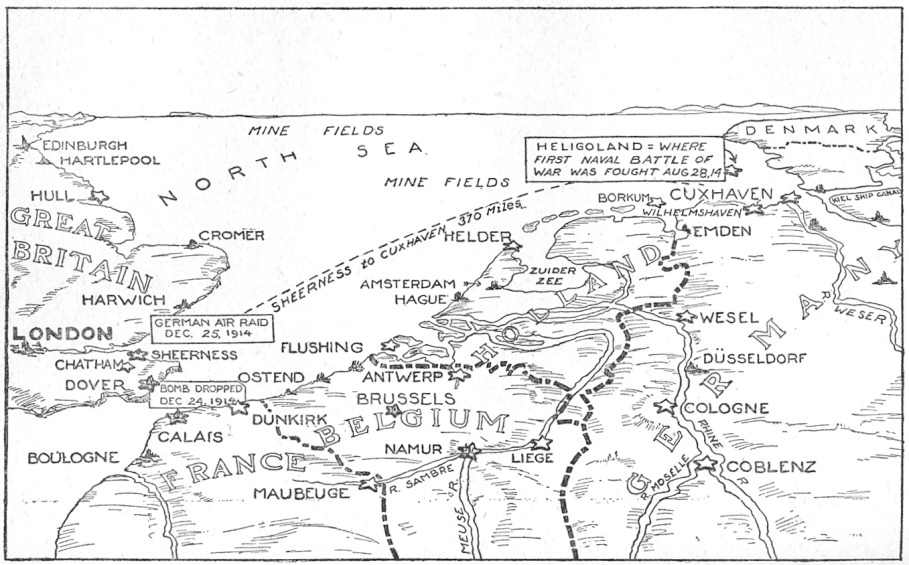 MINE FIELDS
NORTH SEA.
MINE FIELDS
EDINBURGH
HARTLEPOOL
HULL
GREAT
BRITAIN
CROMER
HARWICH
LONDON
CHATHAM
SHEERNESS
DOVER
GERMAN AIR RAID
DEC. 25, 1914
BOMB DROPPED
DEC 24, 1914
SHEERNESS to CUXHAVEN 370 Miles
HELIGOLAND = WHERE
FIRST NAVAL BATTLE OF
WAR WAS FOUGHT AUG 28, 14
DENMARK
KIEL SHIP CANAL
BORKUM
CUXHAVEN
WILHELMSHAVEN
EMDEN
HELDER
ZUIDER
ZEE
AMSTERDAM
HAGUE
HOLLAND
R. WESER
WESEL
DÜSSELDORF
COLOGNE
RHINE R.
GERMANY
R. MOSELLE
COBLENZ
FLUSHING
OSTEND
ANTWERP
BRUSSELS
DUNKIRK
BELGIUM
CALAIS
BOULOGNE
FRANCE
NAMUR
LIEGE
MAUBEUGE
R. SAMBRE
MEUSE R.